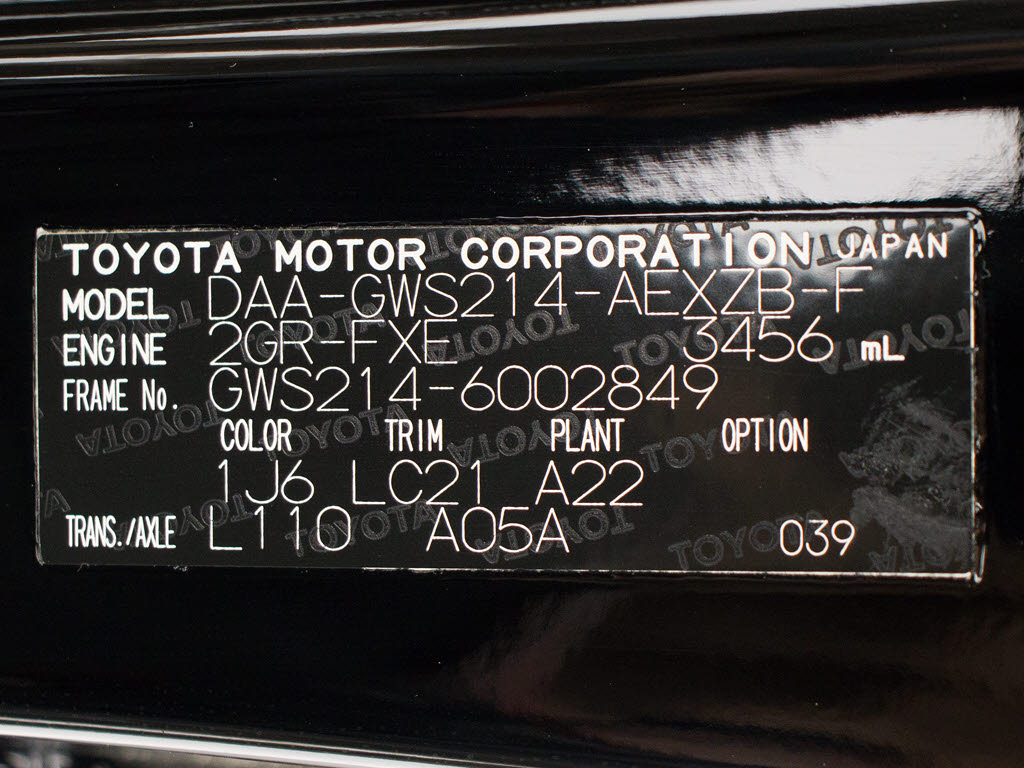 TOYOTA MOTOR CORPORATION JAPAN
MODEL DAA-GWS214-AEXZB-F
ENGINE 2GR-FXE 3456 mL
FRAME No. GWS214-6002849
COLOR TRIM PLANT OPTION
1J6 LC21 A22
TRANS./AXLE L110 A05A 039